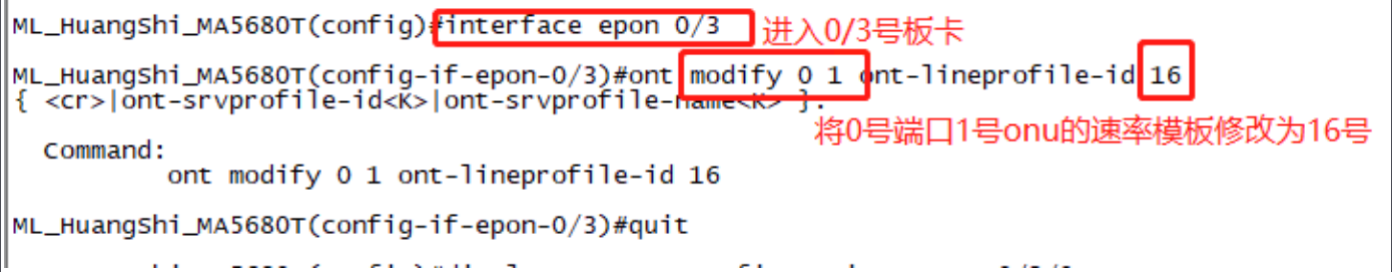 ML_HuangShi_MA5680T(config)#interface epon 0/3
进入0/3号板卡
ML_HuangShi_MA5680T(config-if-epon-0/3)#ont modify 0 1 ont-lineprofile-id 16
{ <cr>|ont-srvprofile-id<K>|ont-srvprofile-name<K> }:
将0号端口1号onu的速率模板修改为16号
Command:
ont modify 0 1 ont-lineprofile-id 16
ML_HuangShi_MA5680T(config-if-epon-0/3)#quit